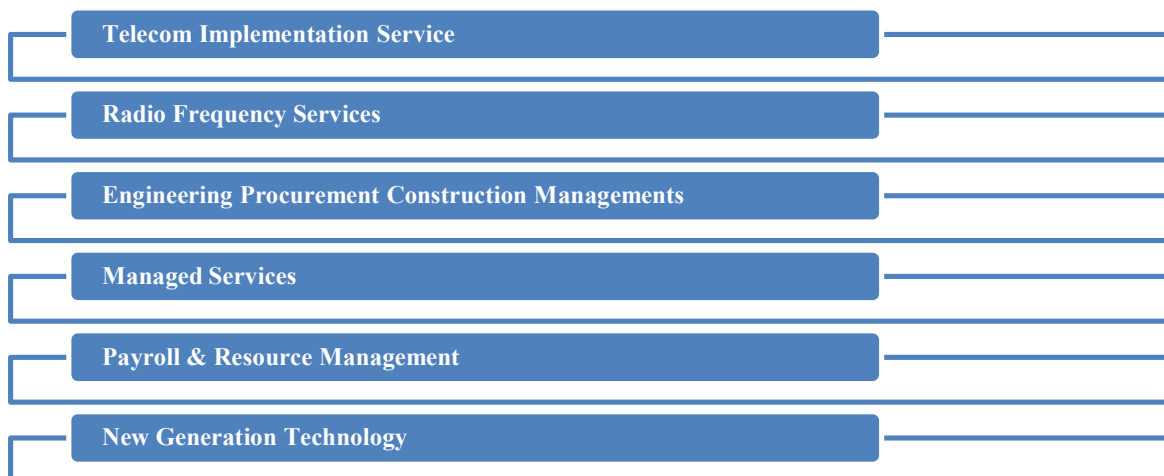 Telecom Implementation Service
Radio Frequency Services
Engineering Procurement Construction Managements
Managed Services
Payroll & Resource Management
New Generation Technology